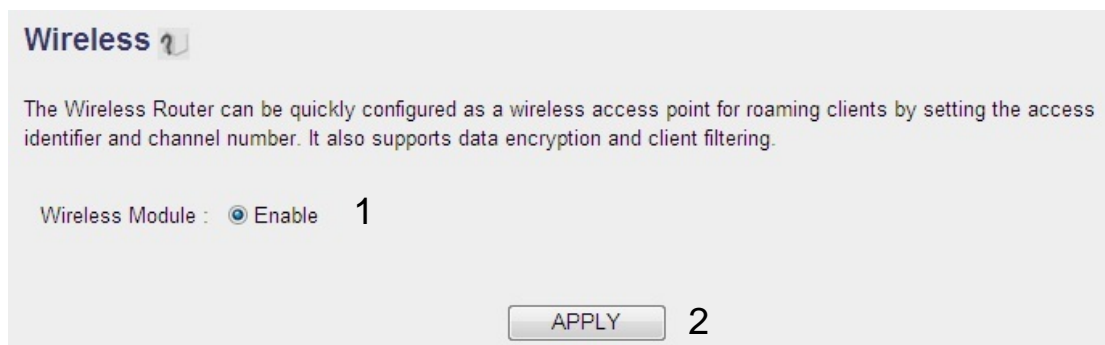 Wireless
The Wireless Router can be quickly configured as a wireless access point for roaming clients by setting the access
identifier and channel number. It also supports data encryption and client filtering.
Wireless Module : Enable 1
APPLY 2